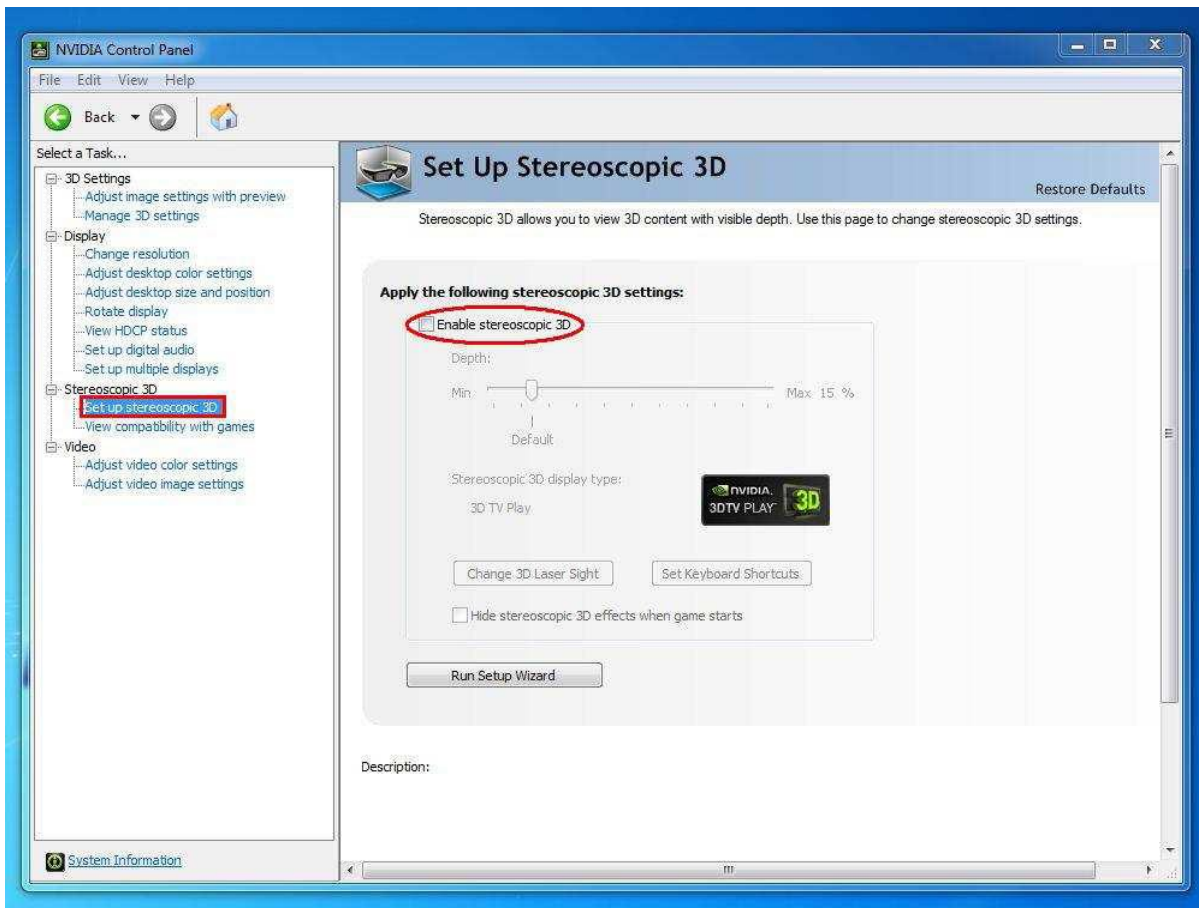 NVIDIA Control Panel
File Edit View Help
Back
Select a Task...
3D Settings
Adjust image settings with preview
Manage 3D settings
Display
Change resolution
Adjust desktop color settings
Adjust desktop size and position
Rotate display
View HDCP status
Set up digital audio
Set up multiple displays
Stereoscopic 3D
Set up stereoscopic 3D
View compatibility with games
Video
Adjust video color settings
Adjust video image settings
System Information
Set Up Stereoscopic 3D
Restore Defaults
Stereoscopic 3D allows you to view 3D content with visible depth. Use this page to change stereoscopic 3D settings.
Apply the following stereoscopic 3D settings:
Enable stereoscopic 3D
Depth:
Min Max 15 %
Default
Stereoscopic 3D display type:
3D TV Play
NVIDIA.
3DTV PLAY
3D
Change 3D Laser Sight Set Keyboard Shortcuts
Hide stereoscopic 3D effects when game starts
Run Setup Wizard
Description: